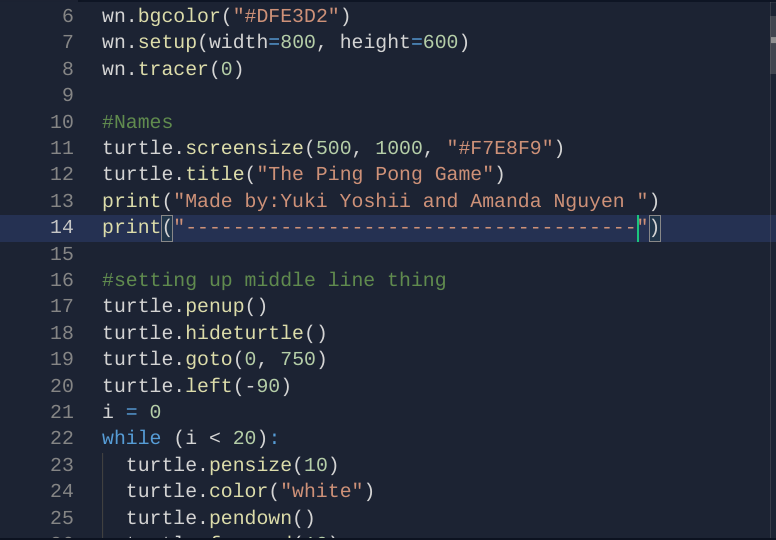 6 wn.bgcolor("#DFE3D2")
7 wn.setup(width=800, height=600)
8 wn.tracer(0)
9
10 #Names
11 turtle.screensize(500, 1000, "#F7E8F9")
12 turtle.title("The Ping Pong Game")
13 print("Made by:Yuki Yoshii and Amanda Nguyen ")
14 print("--------------------------------------")
15
16 #setting up middle line thing
17 turtle.penup()
18 turtle.hideturtle()
19 turtle.goto(0, 750)
20 turtle.left(-90)
21 i = 0
22 while (i < 20):
23   turtle.pensize(10)
24   turtle.color("white")
25   turtle.pendown()